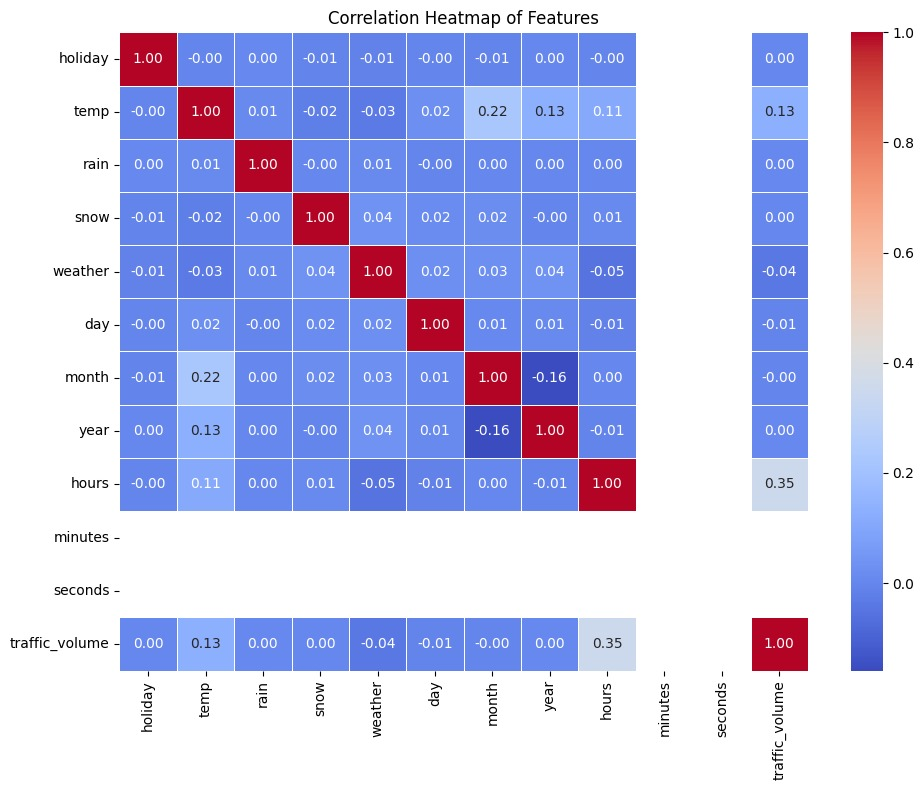 Correlation Heatmap of Features
holiday 1.00 -0.00 0.00 -0.01 -0.01 -0.00 -0.01 0.00 -0.00 0.00
temp -0.00 1.00 0.01 -0.02 -0.03 0.02 0.22 0.13 0.11 0.13
rain 0.00 0.01 1.00 -0.00 0.01 -0.00 0.00 0.00 0.00 0.00
snow -0.01 -0.02 -0.00 1.00 0.04 0.02 0.02 -0.00 0.01 0.00
weather -0.01 -0.03 0.01 0.04 1.00 0.02 0.03 0.04 -0.05 -0.04
day -0.00 0.02 -0.00 0.02 0.02 1.00 0.01 0.01 -0.01 -0.01
month -0.01 0.22 0.00 0.02 0.03 0.01 1.00 -0.16 0.00 -0.00
year 0.00 0.13 0.00 -0.00 0.04 0.01 -0.16 1.00 -0.01 0.00
hours -0.00 0.11 0.00 0.01 -0.05 -0.01 0.00 -0.01 1.00 0.35
minutes
seconds
traffic_volume 0.00 0.13 0.00 0.00 -0.04 -0.01 -0.00 0.00 0.35 1.00
holiday temp rain snow weather day month year hours minutes seconds traffic_volume
1.0
0.8
0.6
0.4
0.2
0.0